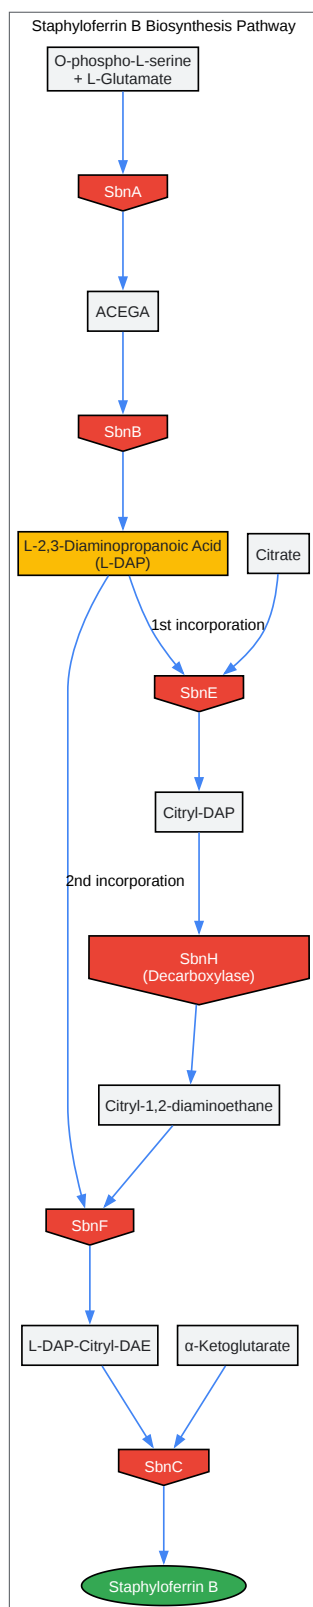 Staphyloferrin B Biosynthesis Pathway
O-phospho-L-serine
+ L-Glutamate
SbnA
ACEGA
SbnB
L-2,3-Diaminopropanoic Acid
(L-DAP)
Citrate
1st incorporation
SbnE
Citryl-DAP
2nd incorporation
SbnH
(Decarboxylase)
Citryl-1,2-diaminoethane
SbnF
L-DAP-Citryl-DAE
α-Ketoglutarate
SbnC
Staphyloferrin B